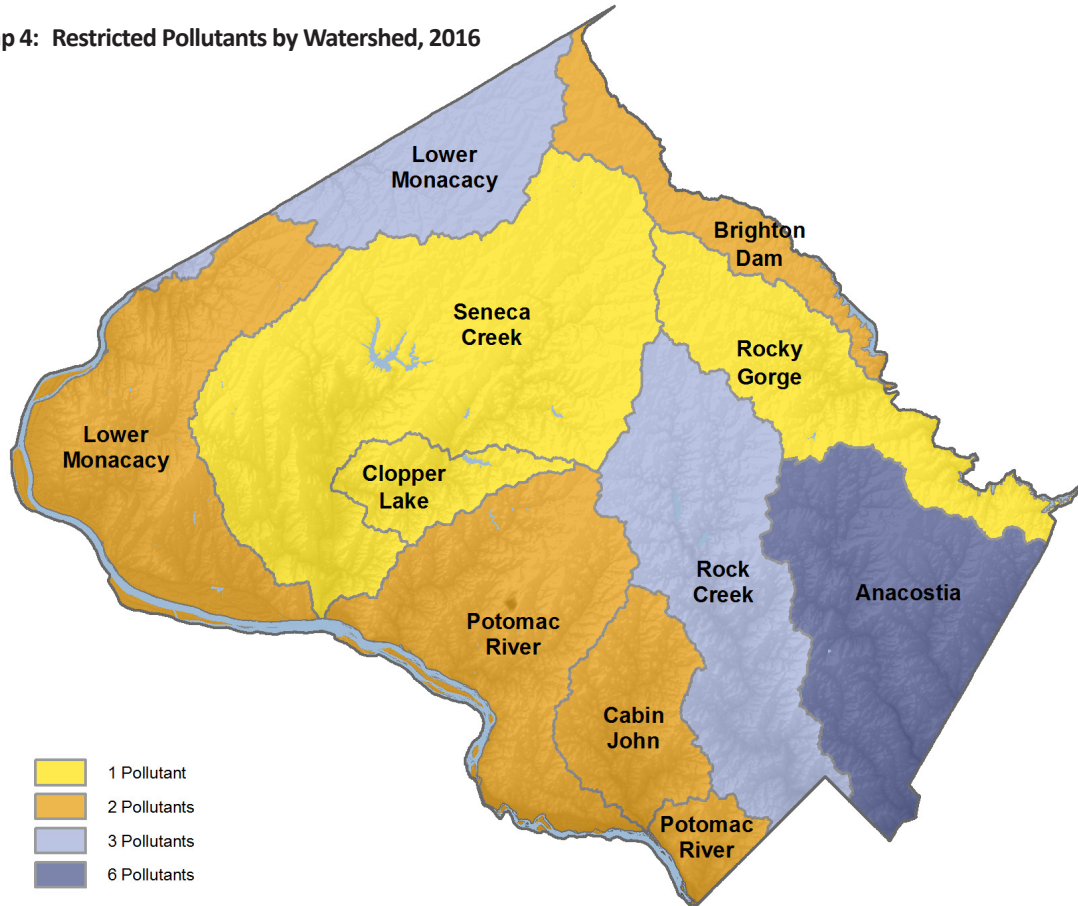 p 4: Restricted Pollutants by Watershed, 2016
Lower
Monacacy
Brighton
Dam
Seneca
Creek
Rocky
Gorge
Lower
Monacacy
Clopper
Lake
Rock
Creek
Anacostia
Potomac
River
Cabin
John
Potomac
River
1 Pollutant
2 Pollutants
3 Pollutants
6 Pollutants